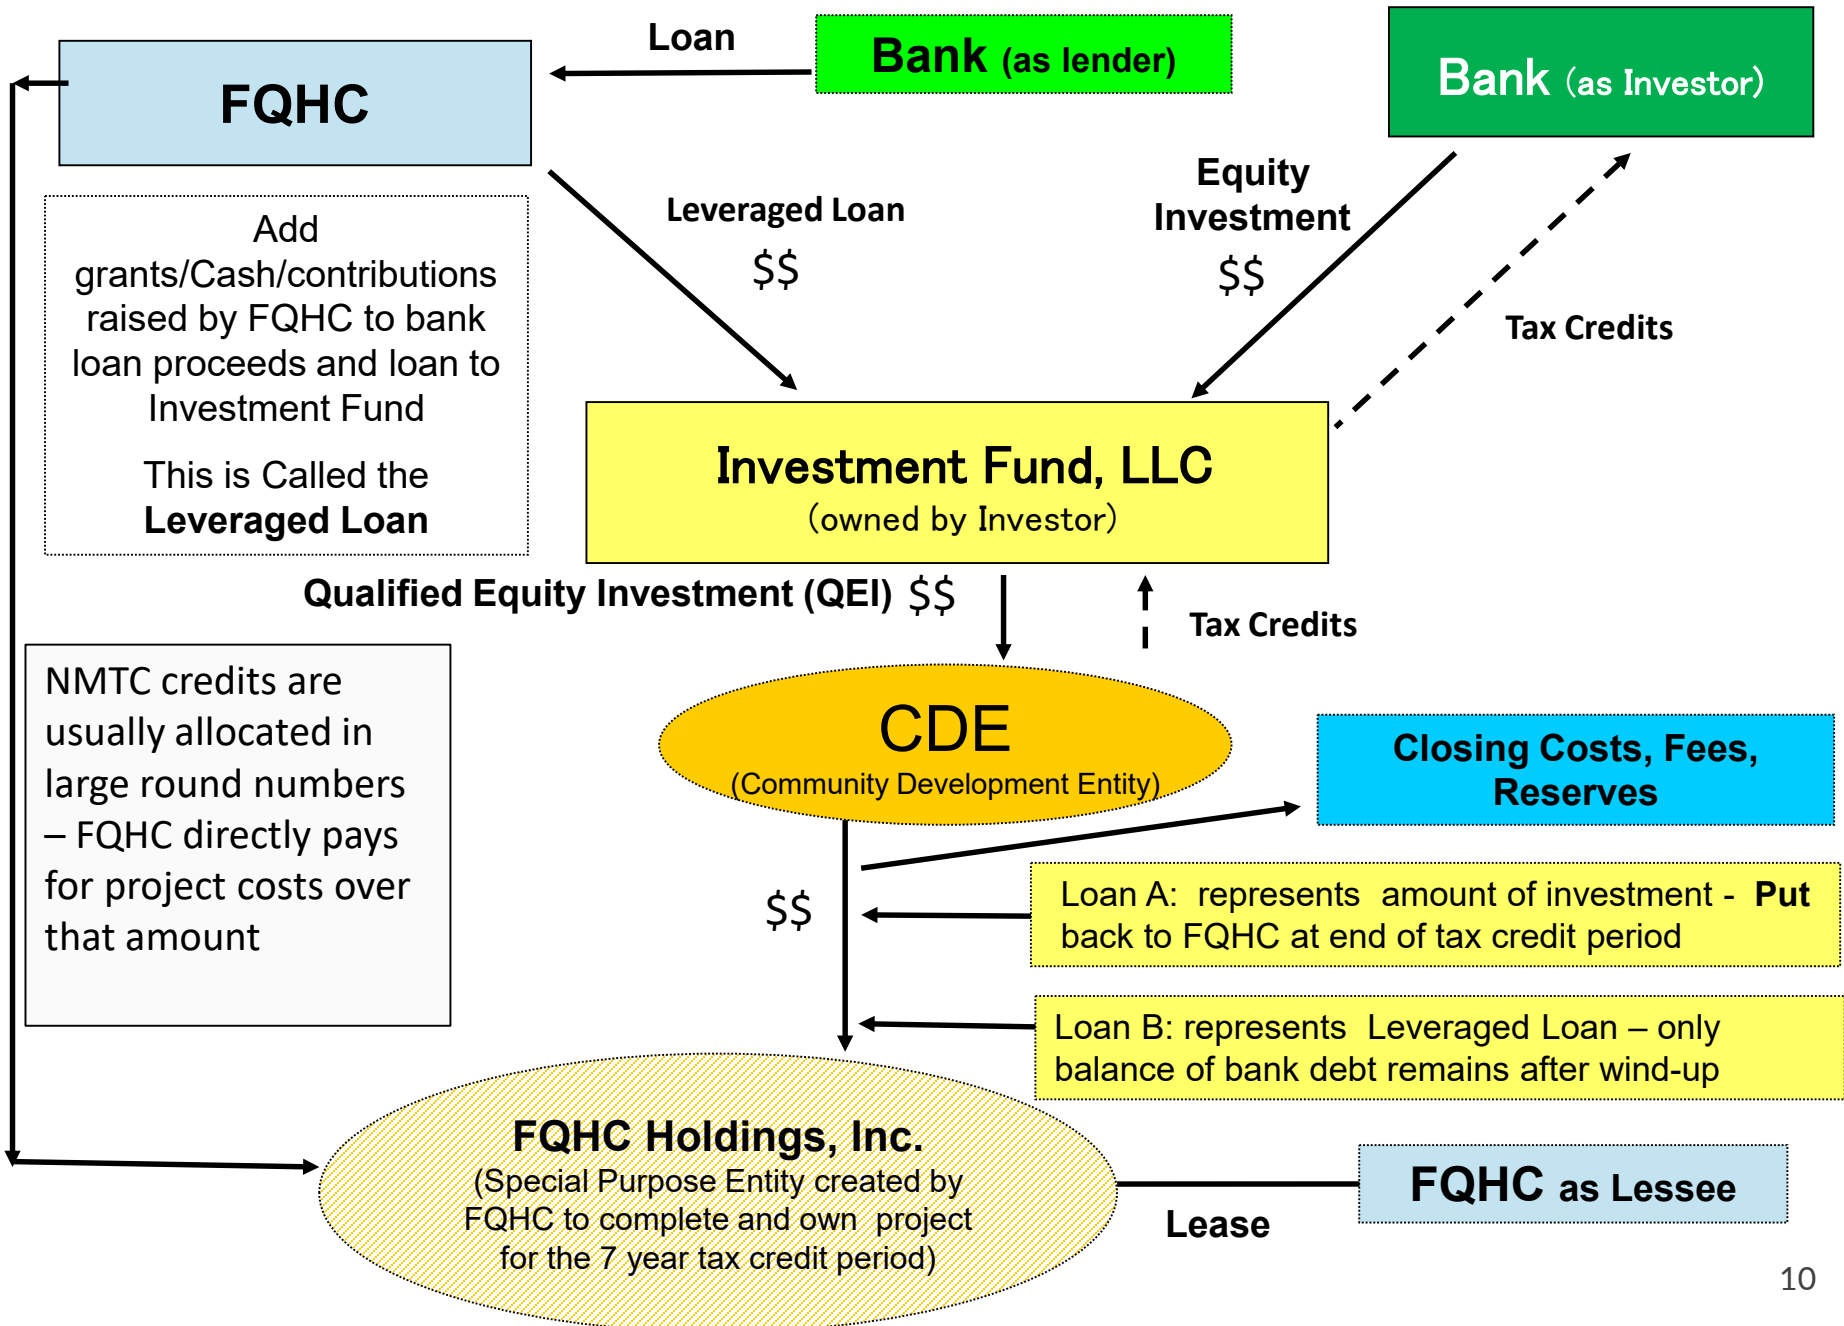 Loan
Bank (as lender)
Bank (as Investor)
FQHC
Equity
Investment
$$
Leveraged Loan
$$
Tax Credits
Add
grants/Cash/contributions
raised by FQHC to bank
loan proceeds and loan to
Investment Fund
This is Called the
Leveraged Loan
Investment Fund, LLC
(owned by Investor)
Qualified Equity Investment (QEI) $$
Tax Credits
NMTC credits are
usually allocated in
large round numbers
– FQHC directly pays
for project costs over
that amount
CDE
(Community Development Entity)
Closing Costs, Fees,
Reserves
$$
Loan A: represents amount of investment - Put
back to FQHC at end of tax credit period
Loan B: represents Leveraged Loan – only
balance of bank debt remains after wind-up
FQHC Holdings, Inc.
(Special Purpose Entity created by
FQHC to complete and own project
for the 7 year tax credit period)
Lease
FQHC as Lessee
10